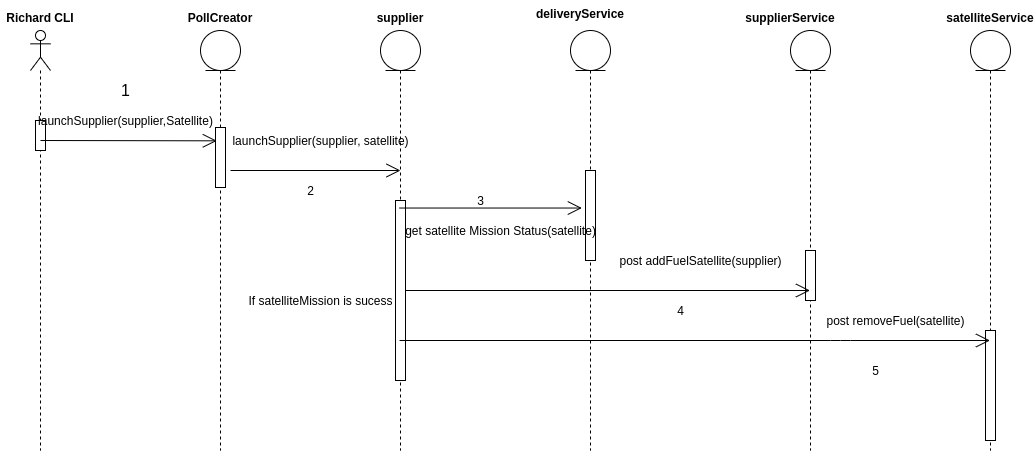 Richard CLI
PollCreator
supplier
deliveryService
supplierService
satelliteService
1
launchSupplier(supplier,Satellite)
launchSupplier(supplier, satellite)
2
3
get satellite Mission Status(satellite)
post addFuelSatellite(supplier)
If satelliteMission is sucess
4
post removeFuel(satellite)
5